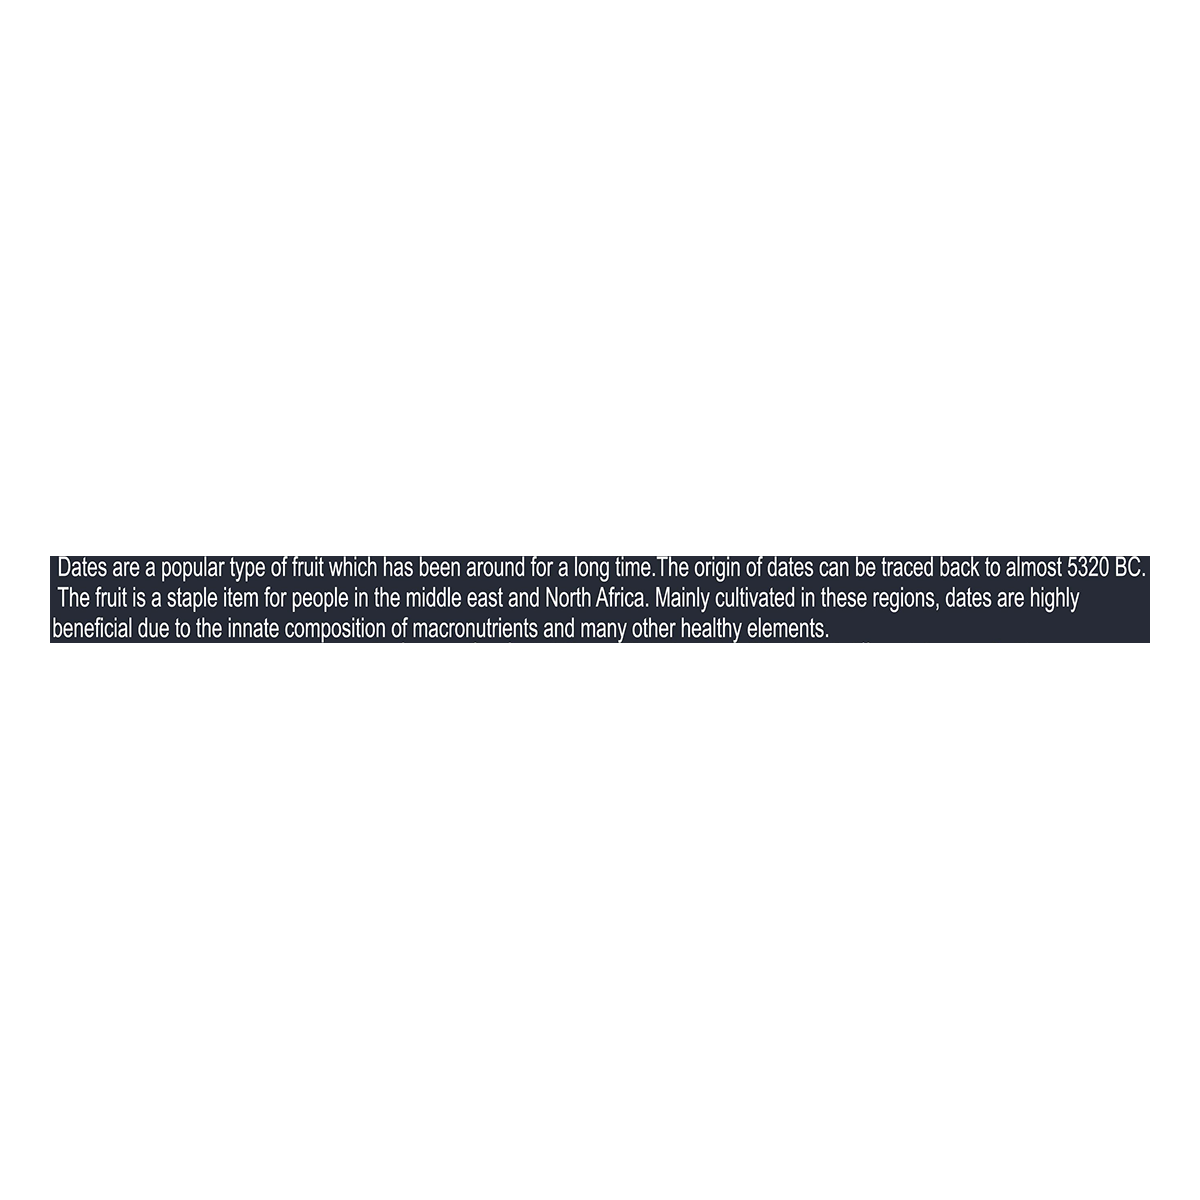 Dates are a popular type of fruit which has been around for a long time.The origin of dates can be traced back to almost 5320 BC.
The fruit is a staple item for people in the middle east and North Africa. Mainly cultivated in these regions, dates are highly
beneficial due to the innate composition of macronutrients and many other healthy elements.